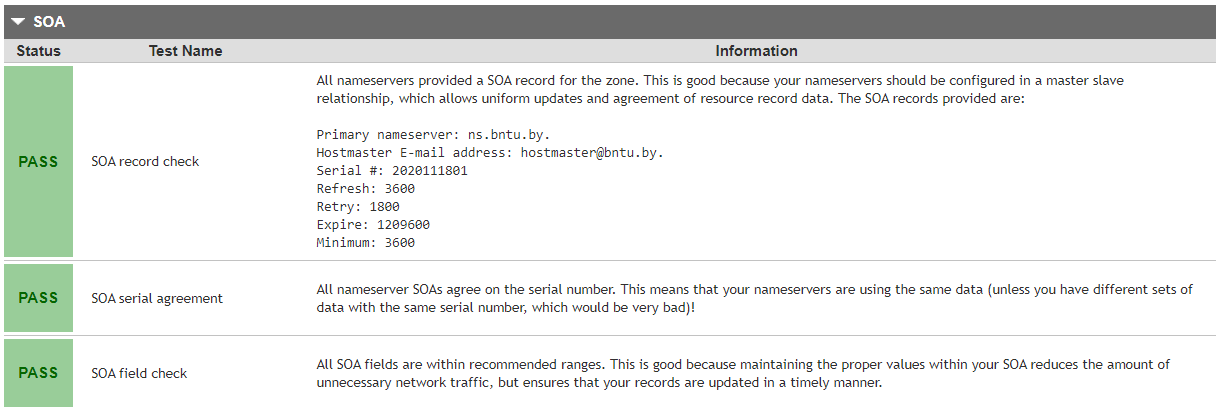 SOA
Status Test Name Information
All nameservers provided a SOA record for the zone. This is good because your nameservers should be configured in a master slave
relationship, which allows uniform updates and agreement of resource record data. The SOA records provided are:
Primary nameserver: ns.bntu.by.
Hostmaster E-mail address: hostmaster@bntu.by.
PASS SOA record check
Serial #: 2020111801
Refresh: 3600
Retry: 1800
Expire: 1209600
Minimum: 3600
PASS SOA serial agreement
All nameserver SOAs agree on the serial number. This means that your nameservers are using the same data (unless you have different sets of
data with the same serial number, which would be very bad)!
PASS SOA field check
All SOA fields are within recommended ranges. This is good because maintaining the proper values within your SOA reduces the amount of
unnecessary network traffic, but ensures that your records are updated in a timely manner.